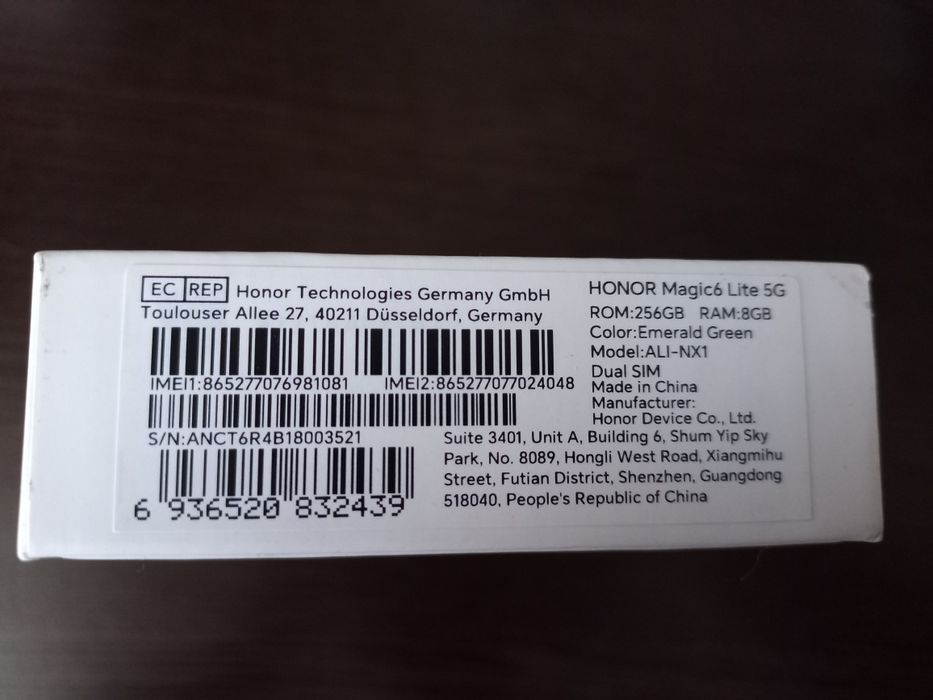 EC REP Honor Technologies Germany GmbH
Toulouser Allee 27, 40211 Düsseldorf, Germany
IMEI1:865277076981081 IMEI2:865277077024048
S/N:ANCT6R4B18003521
6 936520 832439
HONOR Magic6 Lite 5G
ROM:256GB RAM:8GB
Color:Emerald Green
Model:ALI-NX1
Dual SIM
Made in China
Manufacturer:
Honor Device Co., Ltd.
Suite 3401, Unit A, Building 6, Shum Yip Sky
Park, No. 8089, Hongli West Road, Xiangmihu
Street, Futian District, Shenzhen, Guangdong
518040, People's Republic of China